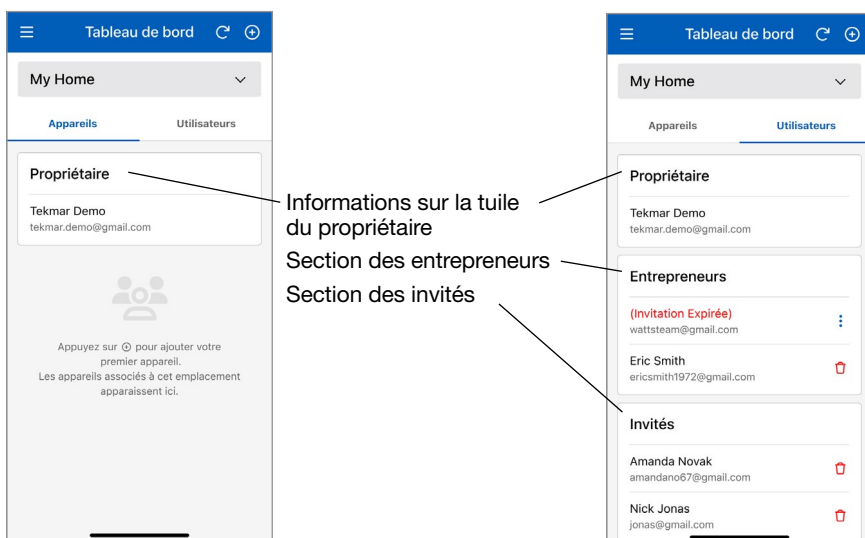 Tableau de bord
My Home
Appareils Utilisateurs
Propriétaire
Tekmar Demo
tekmar.demo@gmail.com
Appuyez sur ⊕ pour ajouter votre
premier appareil.
Les appareils associés à cet emplacement
apparaissent ici.
Informations sur la tuile
du propriétaire
Section des entrepreneurs
Section des invités
Tableau de bord
My Home
Appareils Utilisateurs
Propriétaire
Tekmar Demo
tekmar.demo@gmail.com
Entrepreneurs
(Invitation Expirée)
wattsteam@gmail.com
Eric Smith
ericsmith1972@gmail.com
Invités
Amanda Novak
amandano67@gmail.com
Nick Jonas
jonas@gmail.com